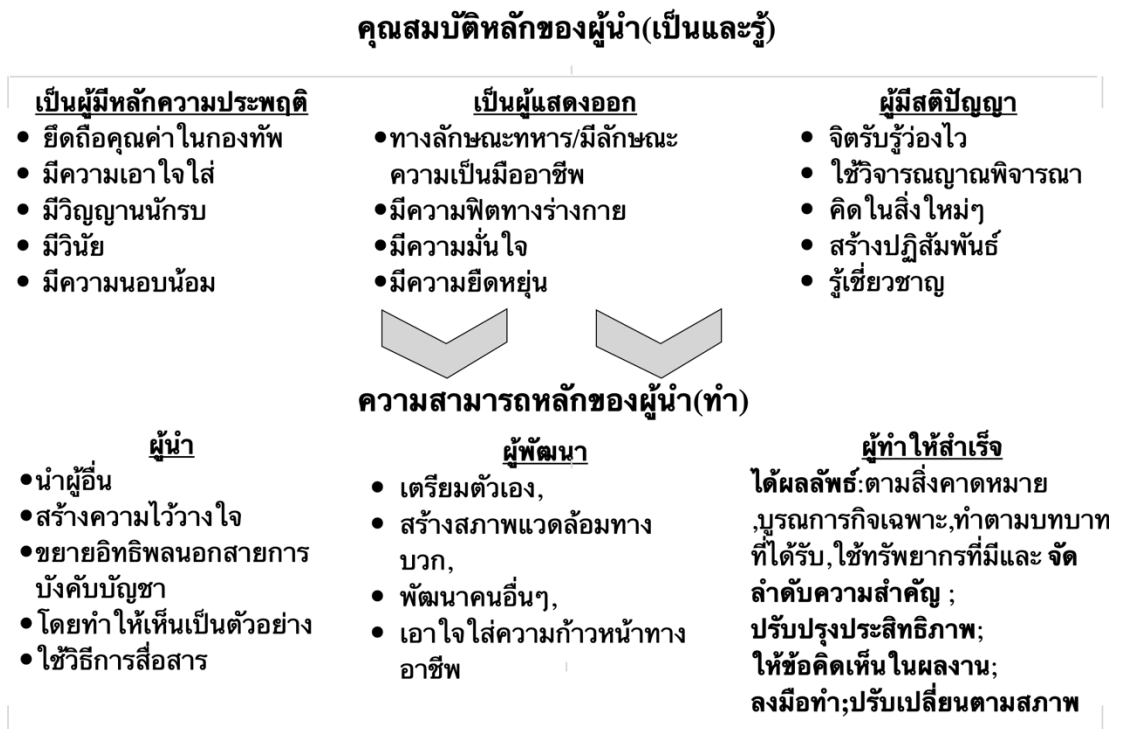 คุณสมบัติหลักของผู้นำ(เป็นและรู้)
เป็นผู้มีหลักความประพฤติ
• ยึดถือคุณค่าในกองทัพ
• มีความเอาใจใส่
• มีวิญญานนักรบ
• มีวินัย
• มีความนอบน้อม
เป็นผู้แสดงออก
•ทางลักษณะทหาร/มีลักษณะ
ความเป็นมืออาชีพ
•มีความฟิตทางร่างกาย
•มีความมั่นใจ
•มีความยืดหยุ่น
ผู้มีสติปัญญา
• จิตรับรู้ว่องไว
• ใช้วิจารณญาณพิจารณา
• คิดในสิ่งใหม่ๆ
• สร้างปฏิสัมพันธ์
• รู้เชี่ยวชาญ
ความสามารถหลักของผู้นำ(ทำ)
ผู้นำ
•นำผู้อื่น
•สร้างความไว้วางใจ
•ขยายอิทธิพลนอกสายการ
บังคับบัญชา
•โดยทำให้เห็นเป็นตัวอย่าง
•ใช้วิธีการสื่อสาร
ผู้พัฒนา
• เตรียมตัวเอง,
• สร้างสภาพแวดล้อมทาง
บวก,
• พัฒนาคนอื่นๆ,
• เอาใจใส่ความก้าวหน้าทาง
อาชีพ
ผู้ทำให้สำเร็จ
ได้ผลลัพธ์:ตามสิ่งคาดหมาย
,บูรณการกิจเฉพาะ,ทำตามบทบาท
ที่ได้รับ,ใช้ทรัพยากรที่มีและ จัด
ลำดับความสำคัญ ;
ปรับปรุงประสิทธิภาพ;
ให้ข้อคิดเห็นในผลงาน;
ลงมือทำ;ปรับเปลี่ยนตามสภาพ